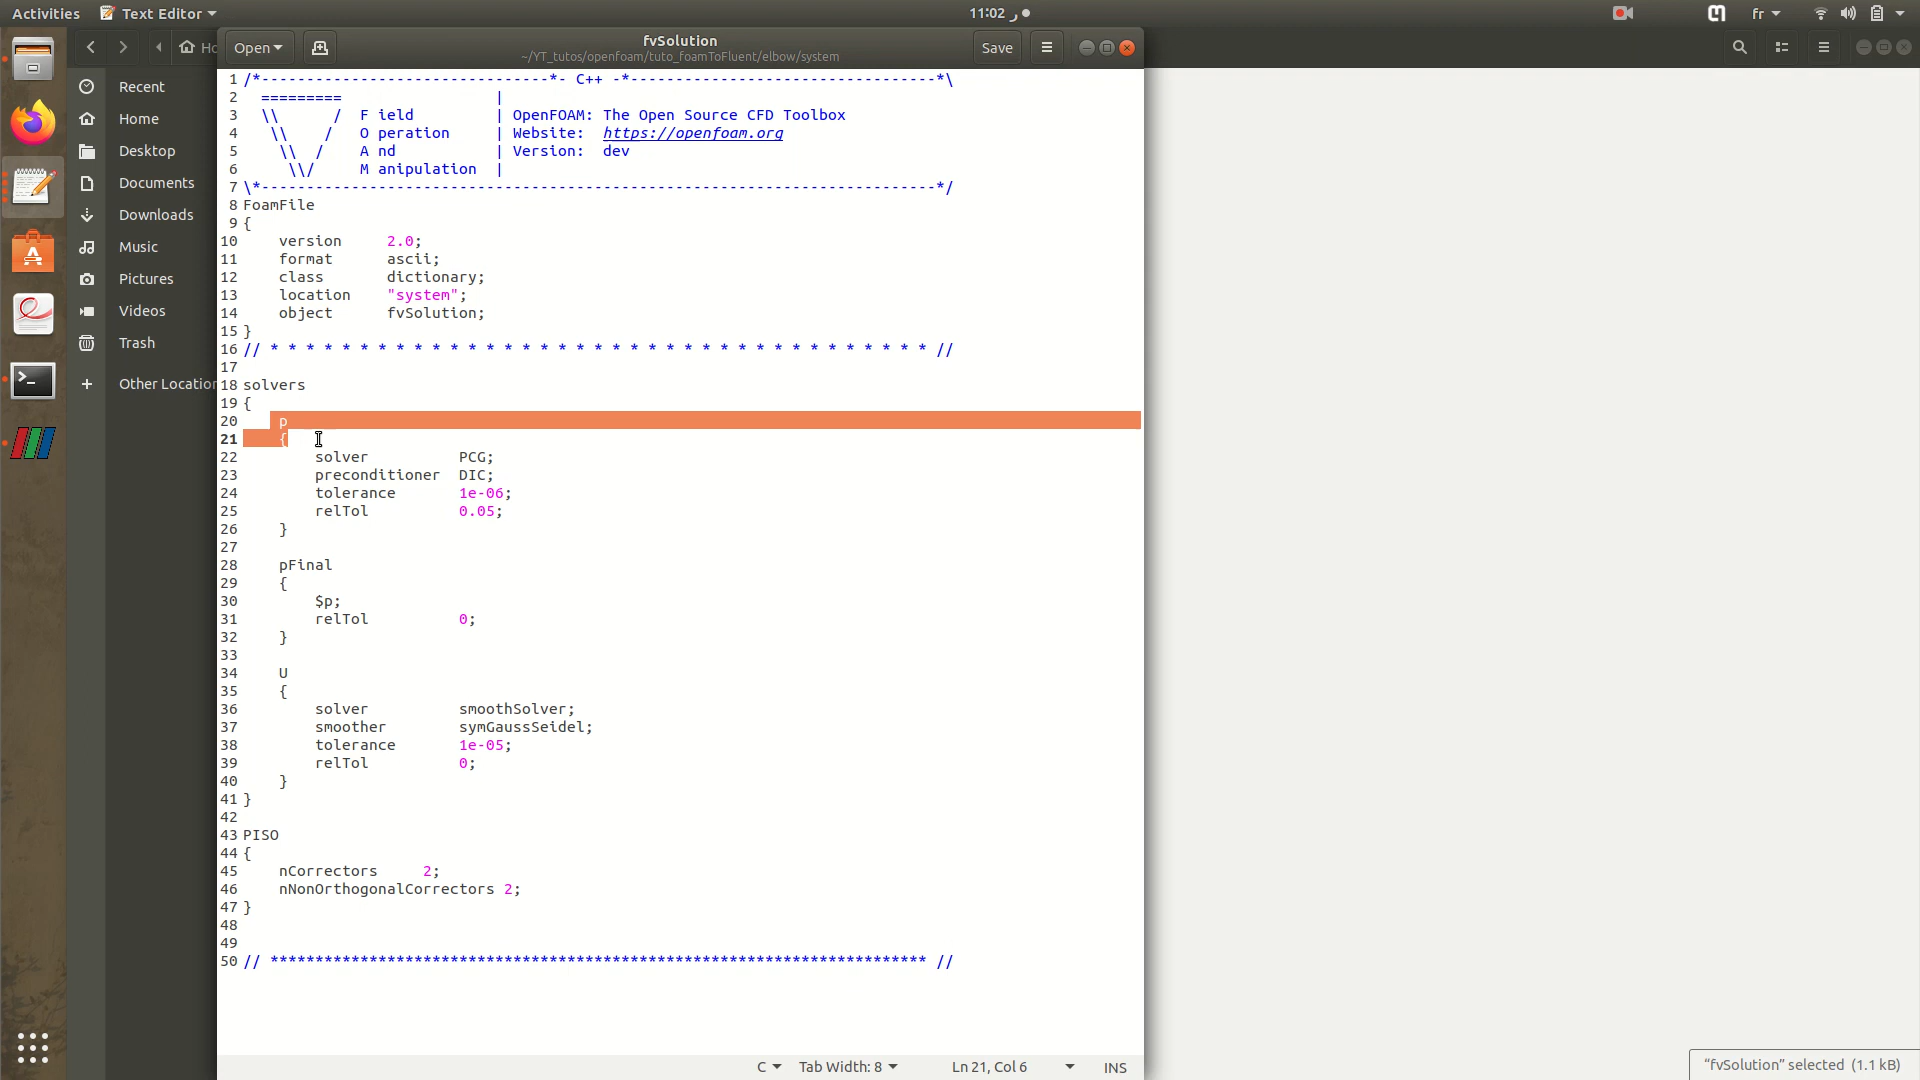 Activities
Text Editor
11:02 ر
fr
Ho
Recent
Home
Desktop
Documents
Downloads
Music
Pictures
Videos
Trash
Other Location
Open
fvSolution
~/YT_tutos/openfoam/tuto_foamToFluent/elbow/system
Save
1 /*--------------------------------*- C++ -*----------------------------------*\
2   =========                 |
3   \\      /  F ield         | OpenFOAM: The Open Source CFD Toolbox
4    \\    /   O peration     | Website:  https://openfoam.org
5     \\  /    A nd           | Version:  dev
6      \\/     M anipulation  |
7 \*---------------------------------------------------------------------------*/
8 FoamFile
9 {
10     version     2.0;
11     format      ascii;
12     class       dictionary;
13     location    "system";
14     object      fvSolution;
15 }
16 // * * * * * * * * * * * * * * * * * * * * * * * * * * * * * * * * * * * * * //
17
18 solvers
19 {
20     p
21     {
22         solver          PCG;
23         preconditioner  DIC;
24         tolerance       1e-06;
25         relTol          0.05;
26     }
27
28     pFinal
29     {
30         $p;
31         relTol          0;
32     }
33
34     U
35     {
36         solver          smoothSolver;
37         smoother        symGaussSeidel;
38         tolerance       1e-05;
39         relTol          0;
40     }
41 }
42
43 PISO
44 {
45     nCorrectors     2;
46     nNonOrthogonalCorrectors 2;
47 }
48
49
50 // ************************************************************************* //
C
Tab Width: 8
Ln 21, Col 6
INS
"fvSolution" selected (1.1 kB)